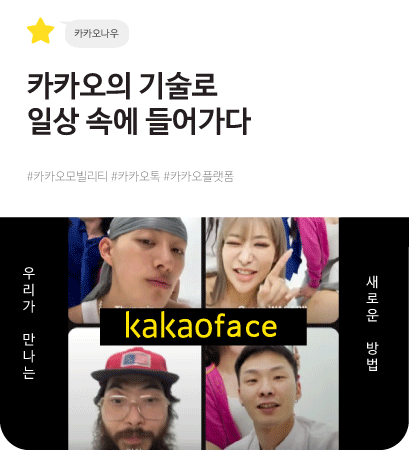 카카오나우
카카오의 기술로
일상 속에 들어가다
#카카오모빌리티 #카카오톡 #카카오플랫폼
우리가 만나는
kakaoface
새로운 방법